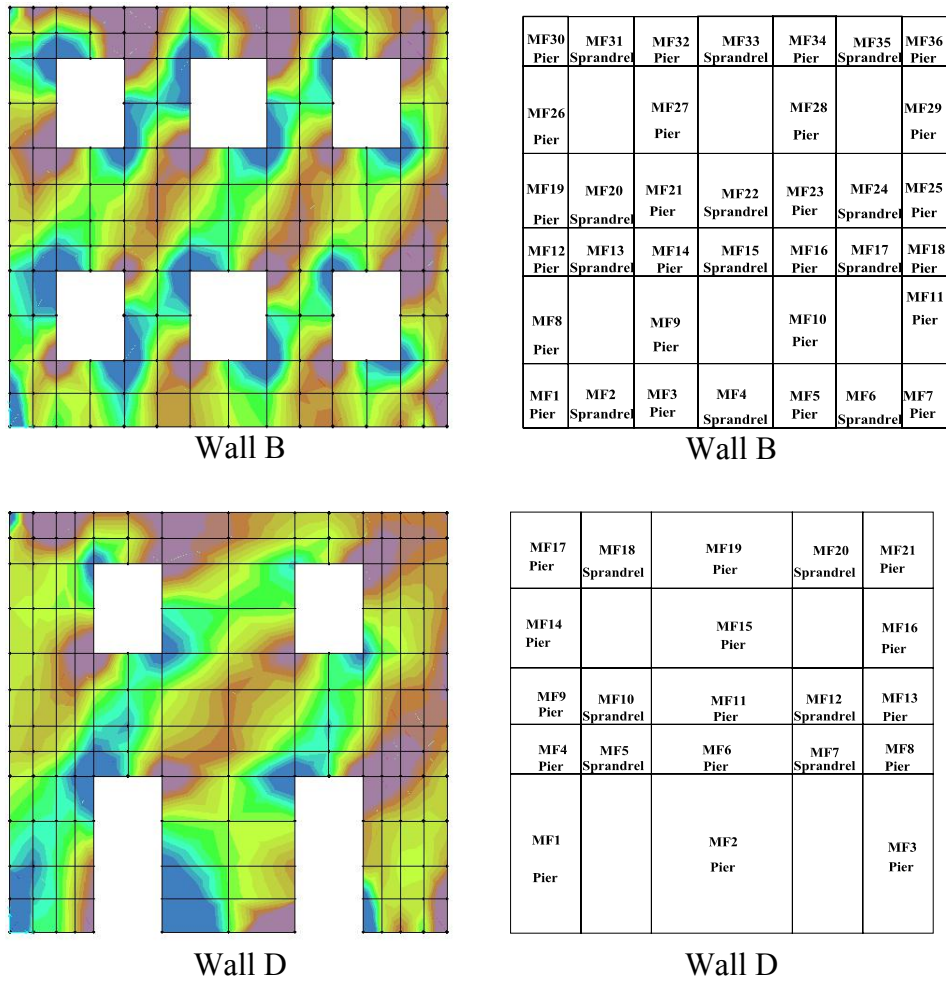 MF30 MF31 MF32 MF33 MF34 MF35 MF36
Pier Sprandrel Pier Sprandrel Pier Sprandrel Pier
MF26 MF27 MF28 MF29
Pier Pier Pier Pier
MF19 MF20 MF21 MF22 MF23 MF24 MF25
Pier Sprandrel Pier Sprandrel Pier Sprandrel Pier
MF12 MF13 MF14 MF15 MF16 MF17 MF18
Pier Sprandrel Pier Sprandrel Pier Sprandrel Pier
MF11
Pier
MF8 MF9 MF10
Pier Pier Pier
MF1 MF2 MF3 MF4 MF5 MF6 MF7
Pier Sprandrel Pier Sprandrel Pier Sprandrel Pier
Wall B Wall B
MF17 MF18 MF19 MF20 MF21
Pier Sprandrel Pier Sprandrel Pier
MF14 MF15 MF16
Pier Pier Pier
MF9 MF10 MF11 MF12 MF13
Pier Sprandrel Pier Sprandrel Pier
MF4 MF5 MF6 MF7 MF8
Pier Sprandrel Pier Sprandrel Pier
MF1 MF2 MF3
Pier Pier Pier
Wall D Wall D